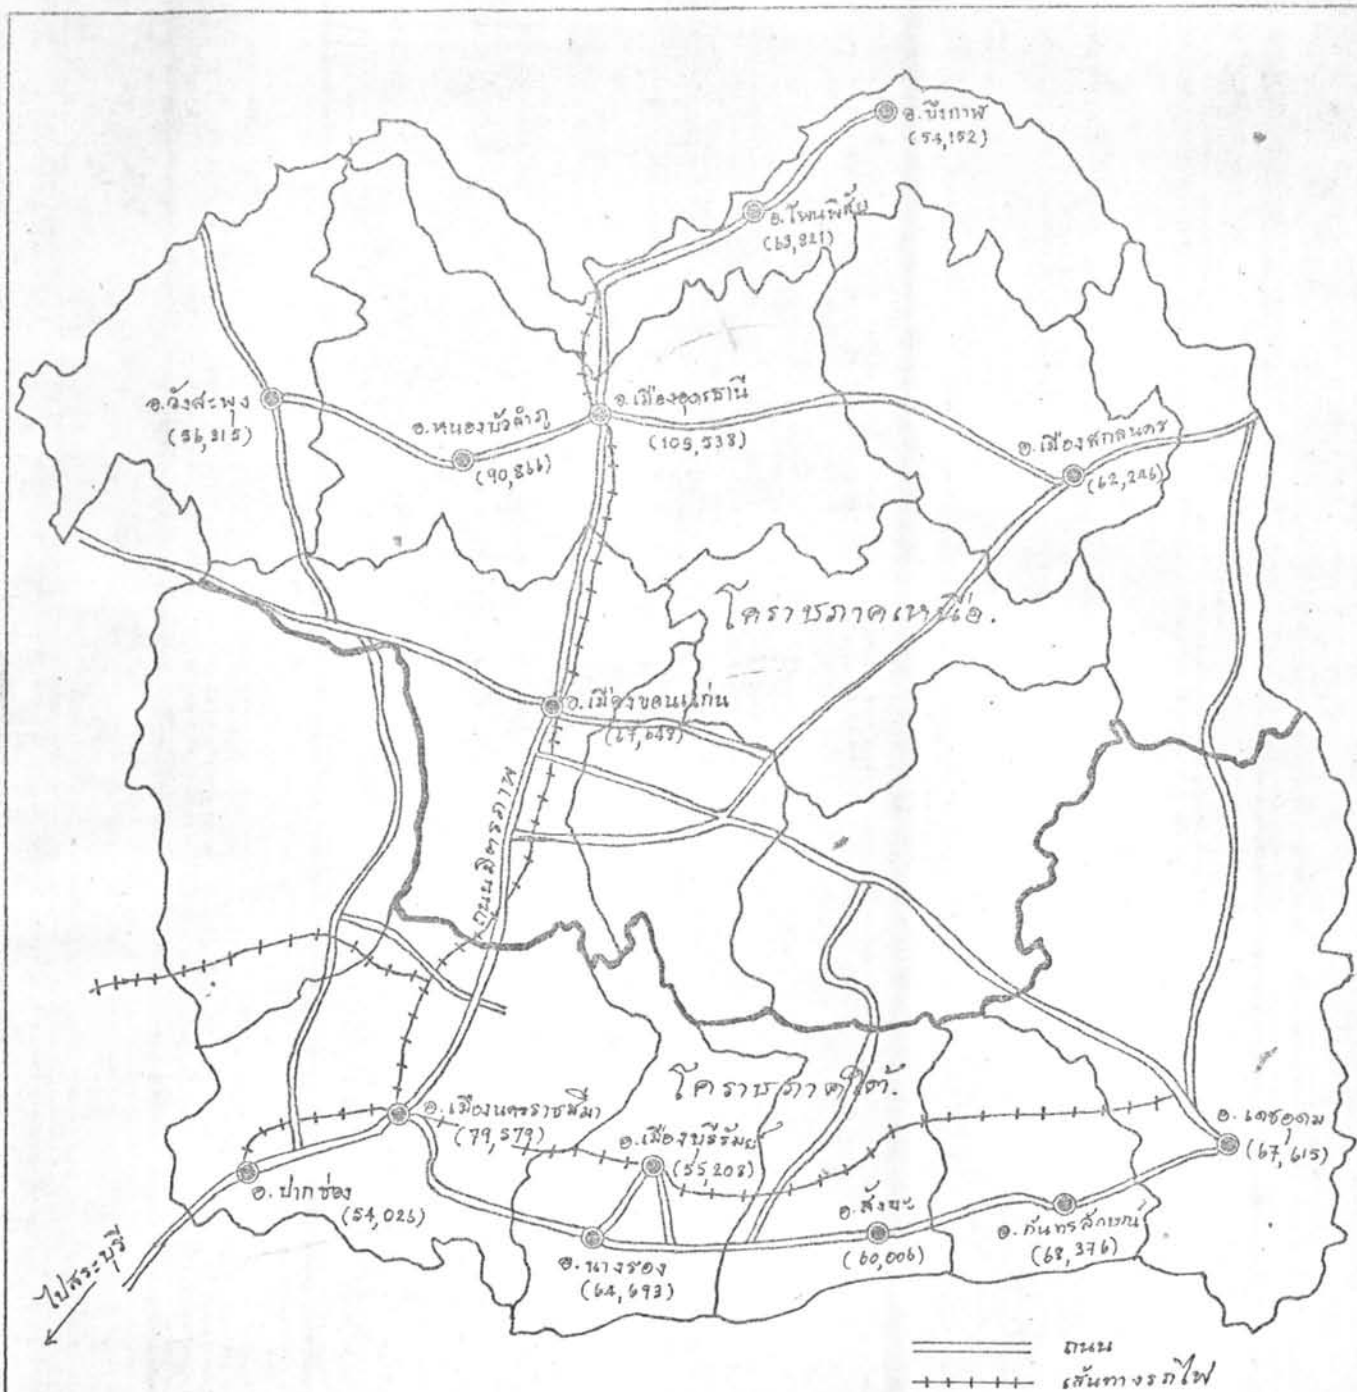 อ.บึงกาฬ
(54,152)
อ.โพนพิสัย
(63,821)
อ.วังสะพุง
(56,315)
อ.หนองบัวลำภู
(90,866)
อ.เมืองอุดรธานี
(105,538)
อ.เมืองสกลนคร
(62,246)
โคราชภาคเหนือ.
อ.เมืองขอนแก่น
ถนนมิตรภาพ
โคราชภาคใต้.
อ.เมืองนครราชสีมา
(79,579)
อ.เมืองบุรีรัมย์
(55,208)
อ.เดชอุดม
(67,615)
อ.ปากช่อง
(54,026)
อ.สังขะ
(60,006)
อ.กันทรลักษณ์
(68,376)
อ.นางรอง
(64,693)
ไปสระบุรี
ถนน
เส้นทางรถไฟ